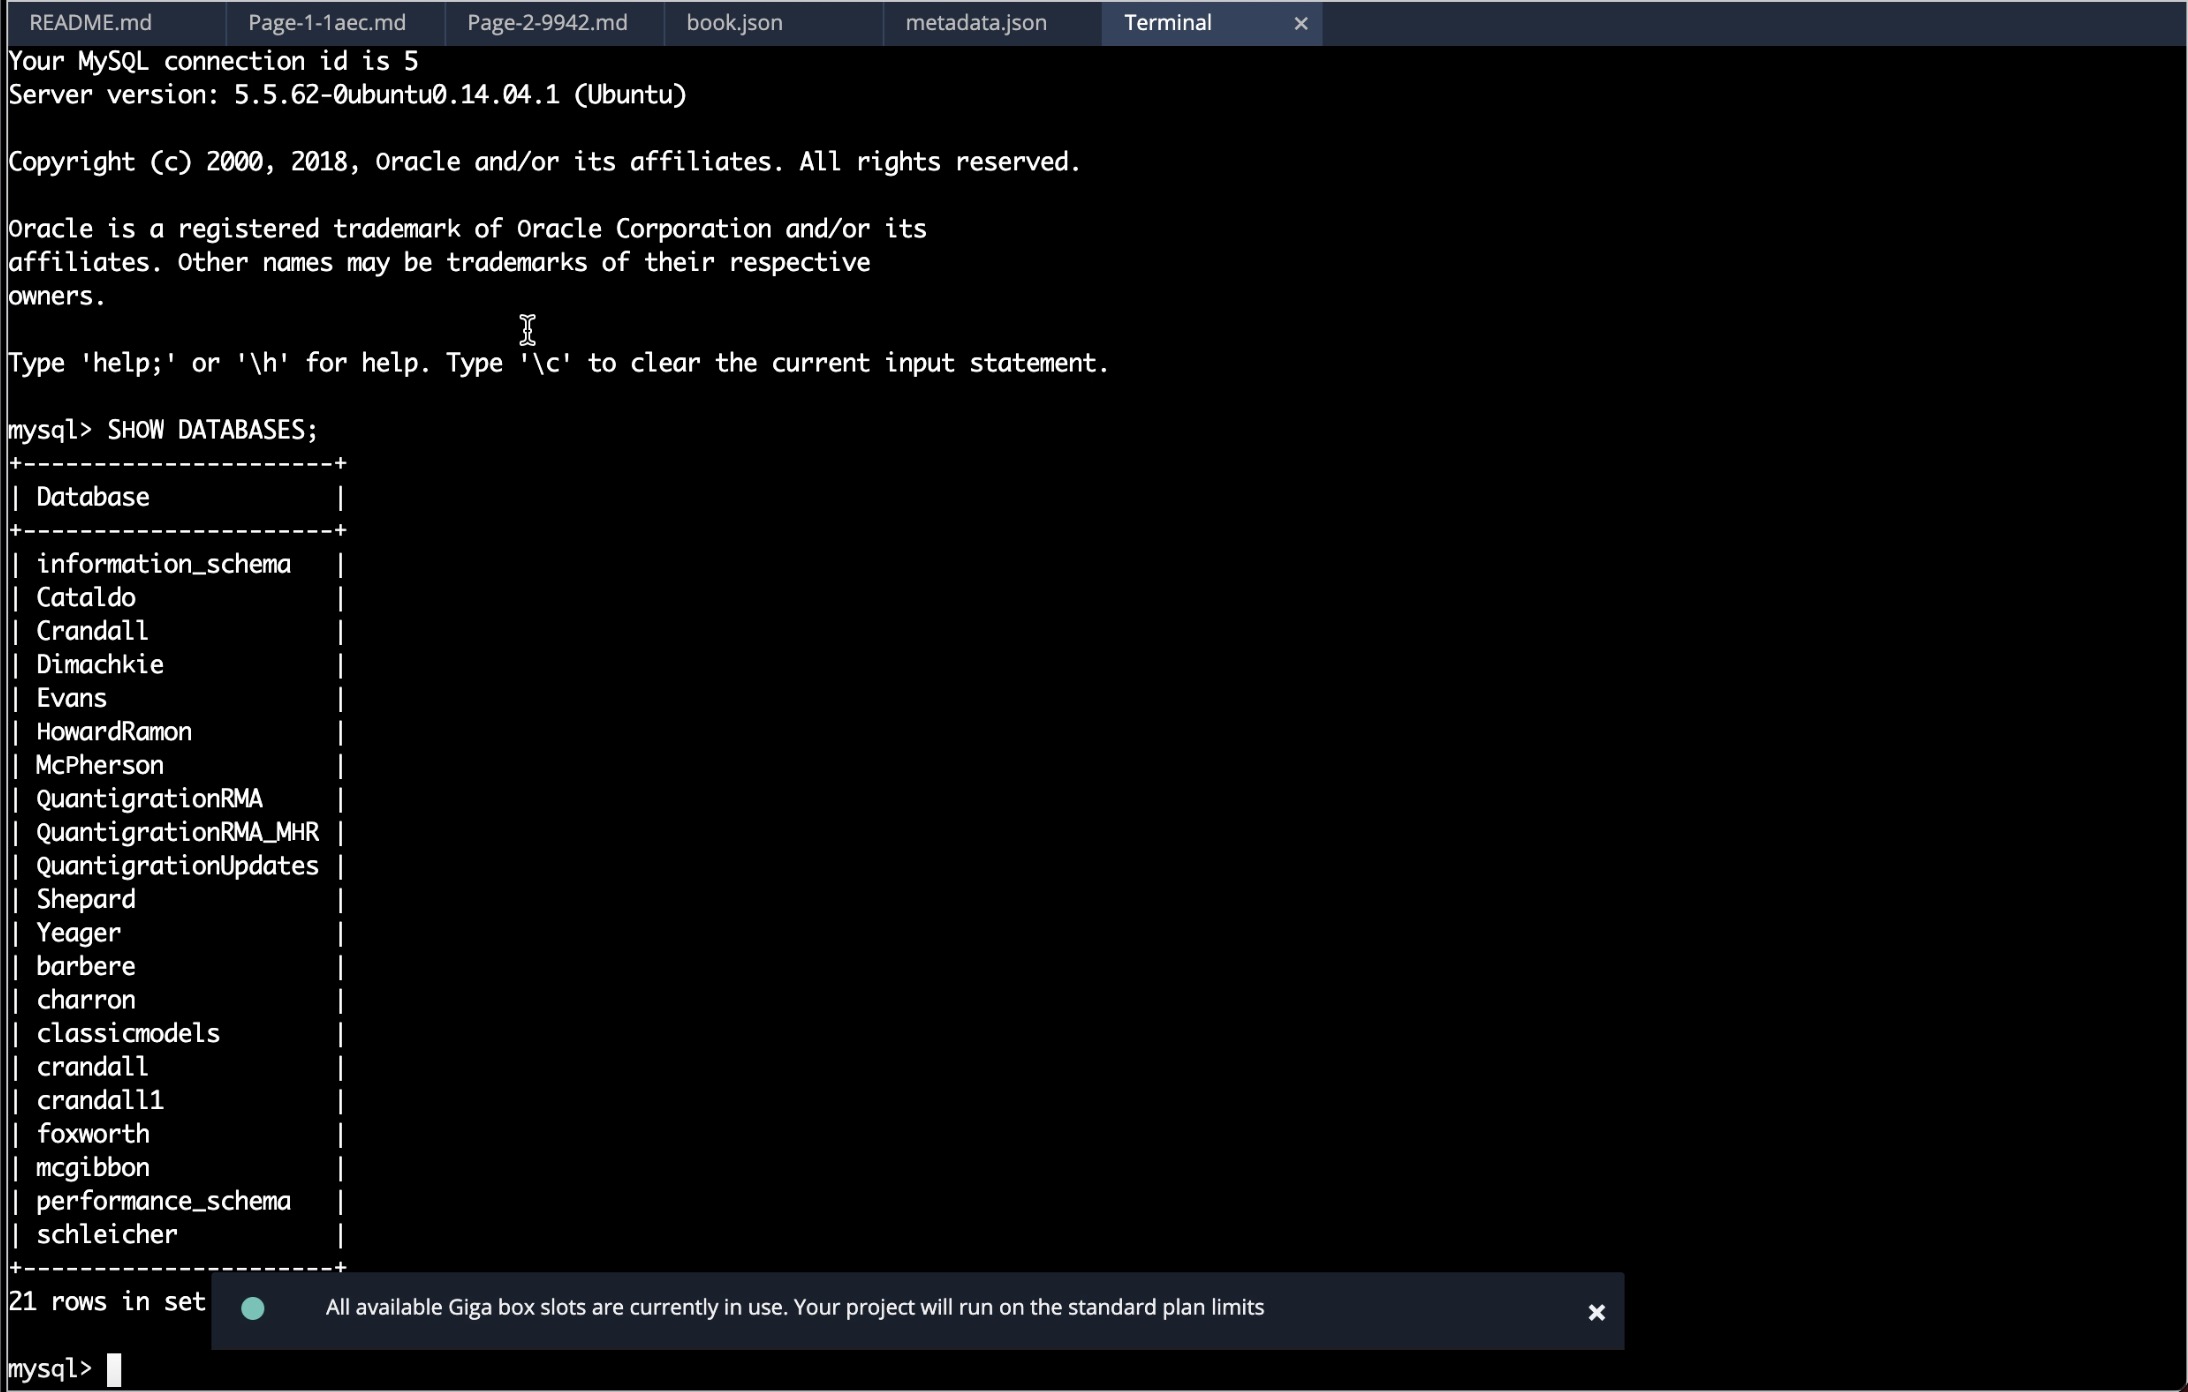 README.md Page-1-1aec.md Page-2-9942.md book.json metadata.json Terminal ×
Your MySQL connection id is 5
Server version: 5.5.62-0ubuntu0.14.04.1 (Ubuntu)
Copyright (c) 2000, 2018, Oracle and/or its affiliates. All rights reserved.
Oracle is a registered trademark of Oracle Corporation and/or its
affiliates. Other names may be trademarks of their respective
owners.
Type 'help;' or '\h' for help. Type '\c' to clear the current input statement.
mysql> SHOW DATABASES;
+----------------------+
| Database             |
+----------------------+
| information_schema   |
| Cataldo              |
| Crandall             |
| Dimachkie            |
| Evans                |
| HowardRamon          |
| McPherson            |
| QuantigrationRMA     |
| QuantigrationRMA_MHR |
| QuantigrationUpdates |
| Shepard              |
| Yeager               |
| barbere              |
| charron              |
| classicmodels        |
| crandall             |
| crandall1            |
| foxworth             |
| mcgibbon             |
| performance_schema   |
| schleicher           |
+----------------------+
21 rows in set
All available Giga box slots are currently in use. Your project will run on the standard plan limits ×
mysql>